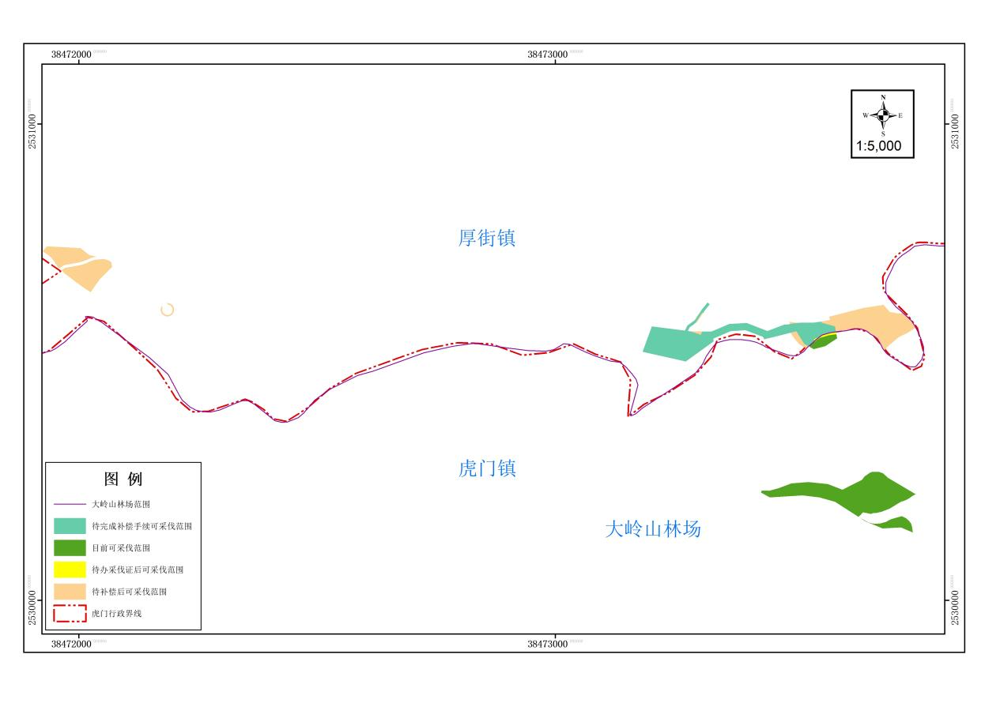 38472000
38473000
2531000
2531000
N
W
E
S
1:5,000
厚街镇
虎门镇
大岭山林场
图 例
大岭山林场范围
待完成补偿手续可采伐范围
目前可采伐范围
待办采伐证后可采伐范围
待补偿后可采伐范围
虎门行政界线
2530000
2530000
38472000
38473000